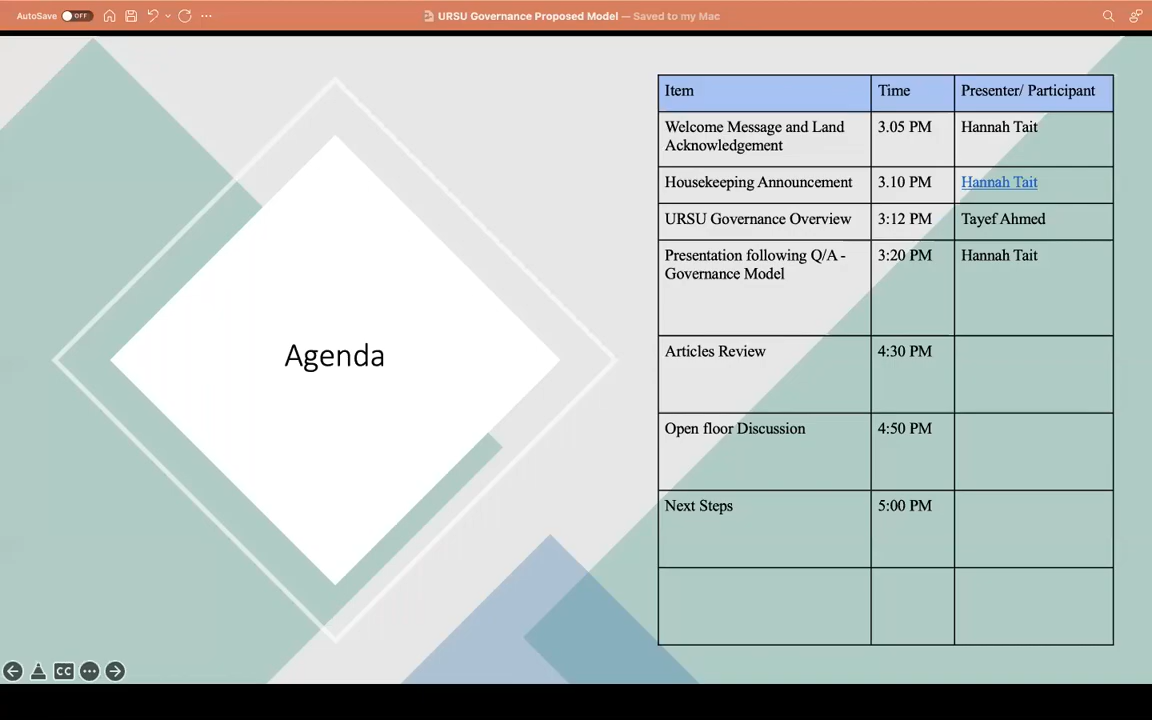 AutoSave OFF
URSU Governance Proposed Model — Saved to my Mac
Agenda
Item Time Presenter/ Participant
Welcome Message and Land 3.05 PM Hannah Tait
Acknowledgement
Housekeeping Announcement 3.10 PM Hannah Tait
URSU Governance Overview 3:12 PM Tayef Ahmed
Presentation following Q/A - 3:20 PM Hannah Tait
Governance Model
Articles Review 4:30 PM
Open floor Discussion 4:50 PM
Next Steps 5:00 PM
CC